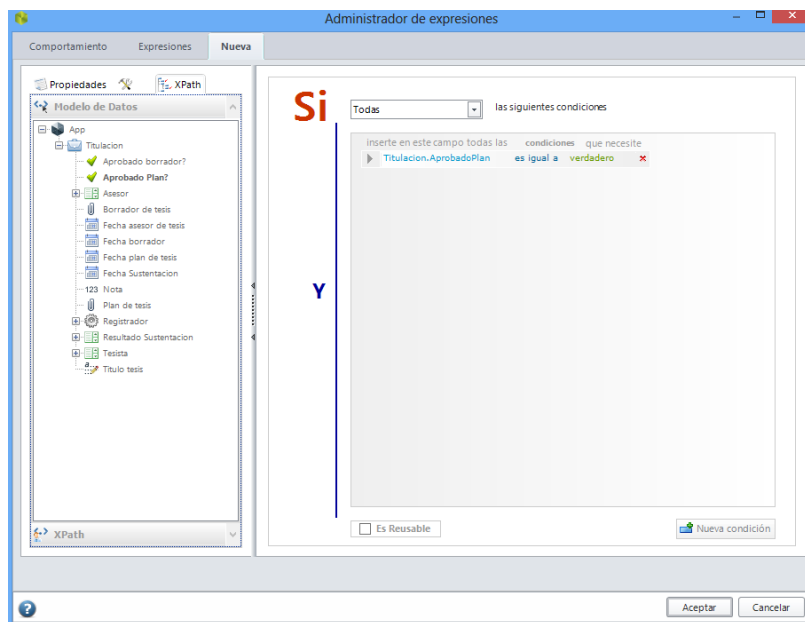 Administrador de expresiones
Comportamiento Expresiones Nueva
Propiedades XPath
Modelo de Datos
App
Titulacion
Aprobado borrador?
Aprobado Plan?
Asesor
Borrador de tesis
Fecha asesor de tesis
Fecha borrador
Fecha plan de tesis
Fecha Sustentacion
123 Nota
Plan de tesis
Registrador
Resultado Sustentacion
Tesista
Titulo tesis
XPath
Si Todas las siguientes condiciones
inserte en este campo todas las condiciones que necesite
Titulacion.AprobadoPlan es igual a verdadero
Y
Es Reusable Nueva condición
Aceptar Cancelar